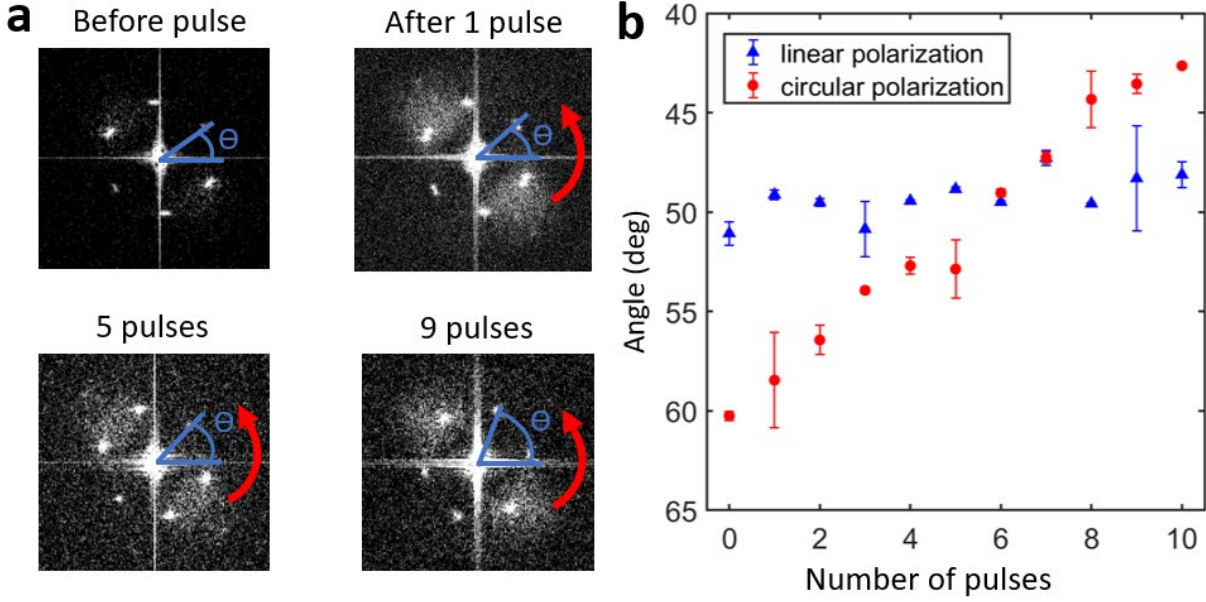 a
Before pulse
After 1 pulse
θ
θ
5 pulses
9 pulses
θ
θ
b
linear polarization
circular polarization
Angle (deg)
40
45
50
55
60
65
0 2 4 6 8 10
Number of pulses